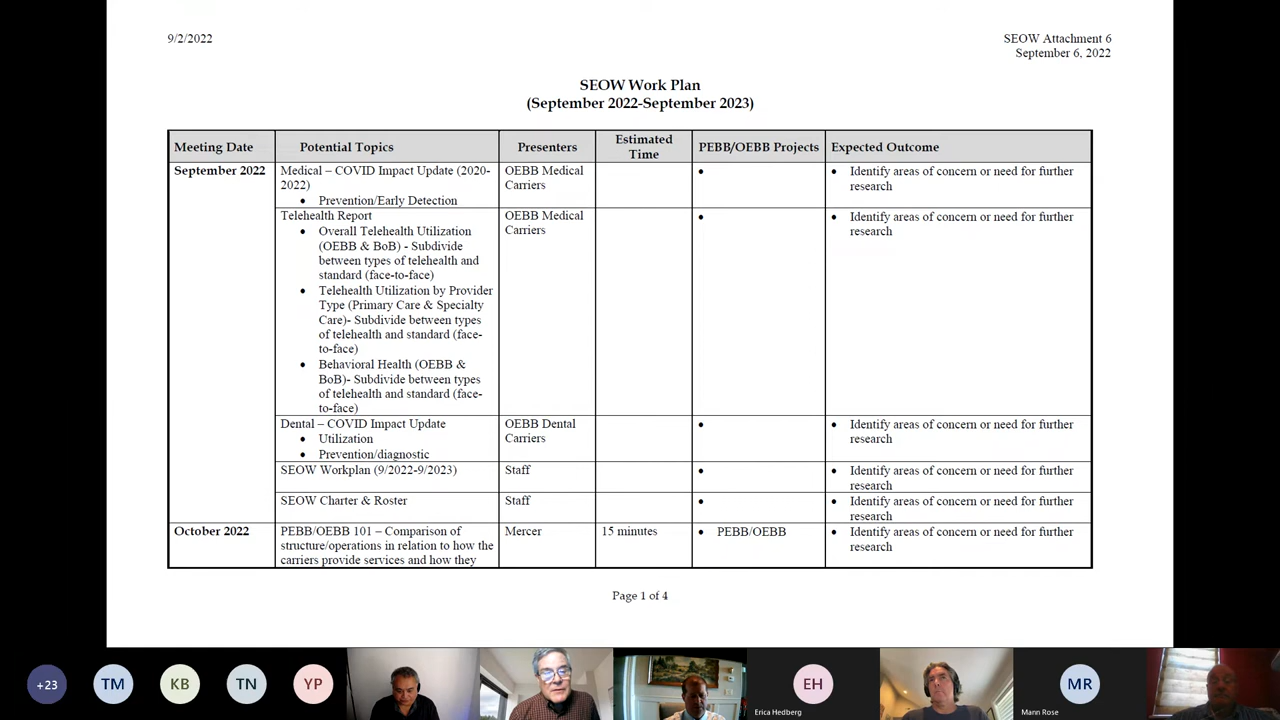 9/2/2022
SEOW Attachment 6
September 6, 2022
SEOW Work Plan
(September 2022-September 2023)
Meeting Date
Potential Topics
Presenters
Estimated
Time
PEBB/OEBB Projects
Expected Outcome
September 2022
Medical – COVID Impact Update (2020-
2022)
• Prevention/Early Detection
OEBB Medical
Carriers
•
• Identify areas of concern or need for further
research
Telehealth Report
• Overall Telehealth Utilization
(OEBB & BoB) - Subdivide
between types of telehealth and
standard (face-to-face)
• Telehealth Utilization by Provider
Type (Primary Care & Specialty
Care)- Subdivide between types
of telehealth and standard (face-
to-face)
• Behavioral Health (OEBB &
BoB)- Subdivide between types
of telehealth and standard (face-
to-face)
OEBB Medical
Carriers
•
• Identify areas of concern or need for further
research
Dental – COVID Impact Update
• Utilization
• Prevention/diagnostic
OEBB Dental
Carriers
•
• Identify areas of concern or need for further
research
SEOW Workplan (9/2022-9/2023)
Staff
•
• Identify areas of concern or need for further
research
SEOW Charter & Roster
Staff
•
• Identify areas of concern or need for further
research
October 2022
PEBB/OEBB 101 – Comparison of
structure/operations in relation to how the
carriers provide services and how they
Mercer
15 minutes
• PEBB/OEBB
• Identify areas of concern or need for further
research
Page 1 of 4
+23
TM
KB
TN
YP
EH
Erica Hedberg
MR
Mann Rose